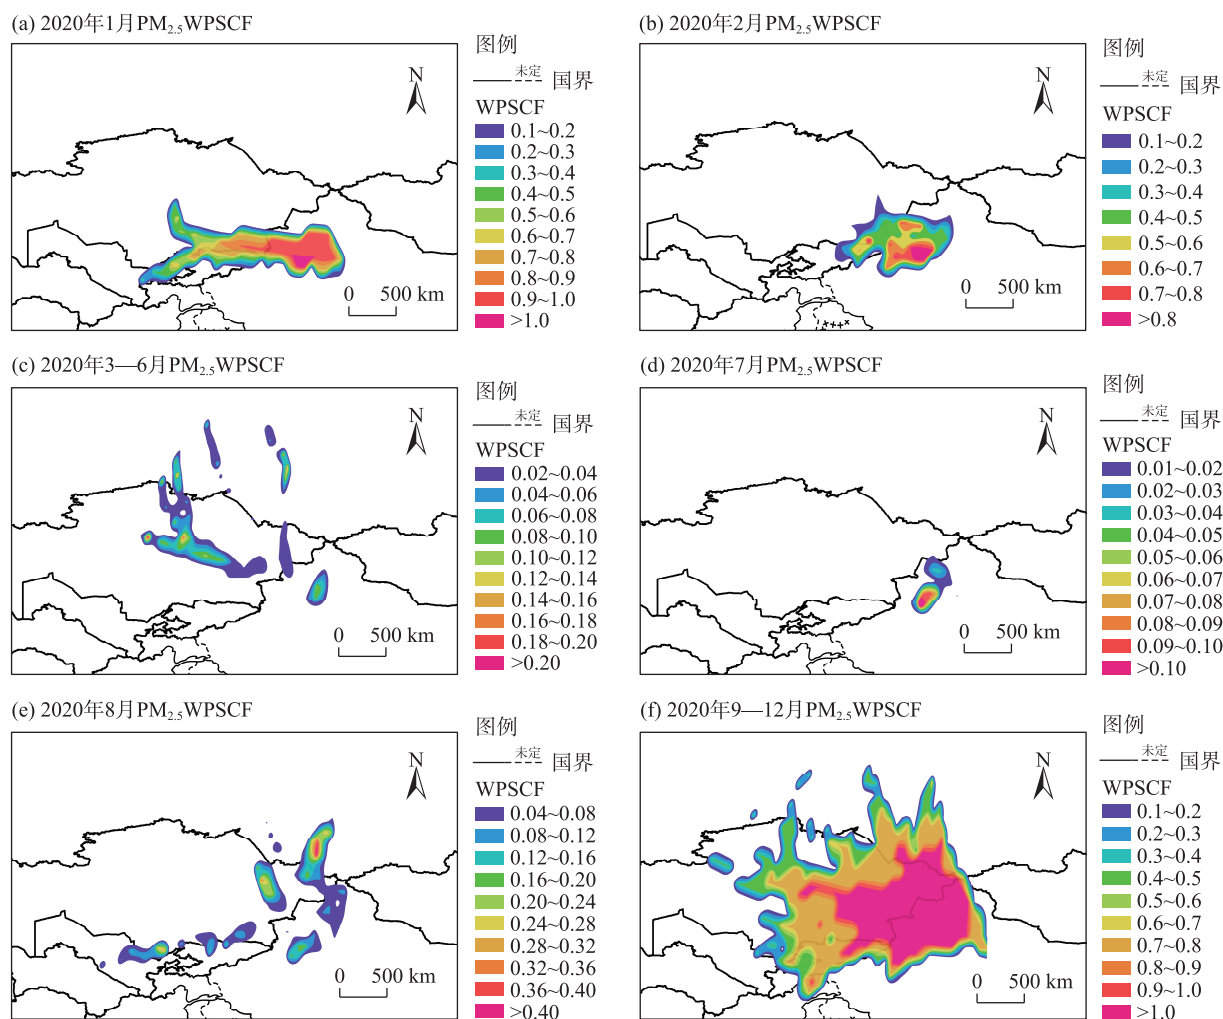 (a) 2020年1月PM2.5WPSCF
图例
未定
国界
N
WPSCF
0.1~0.2
0.2~0.3
0.3~0.4
0.4~0.5
0.5~0.6
0.6~0.7
0.7~0.8
0.8~0.9
0.9~1.0
>1.0
0 500 km
(b) 2020年2月PM2.5WPSCF
图例
未定
国界
N
WPSCF
0.1~0.2
0.2~0.3
0.3~0.4
0.4~0.5
0.5~0.6
0.6~0.7
0.7~0.8
>0.8
0 500 km
(c) 2020年3—6月PM2.5WPSCF
图例
未定
国界
N
WPSCF
0.02~0.04
0.04~0.06
0.06~0.08
0.08~0.10
0.10~0.12
0.12~0.14
0.14~0.16
0.16~0.18
0.18~0.20
>0.20
0 500 km
(d) 2020年7月PM2.5WPSCF
图例
未定
国界
N
WPSCF
0.01~0.02
0.02~0.03
0.03~0.04
0.04~0.05
0.05~0.06
0.06~0.07
0.07~0.08
0.08~0.09
0.09~0.10
>0.10
0 500 km
(e) 2020年8月PM2.5WPSCF
图例
未定
国界
N
WPSCF
0.04~0.08
0.08~0.12
0.12~0.16
0.16~0.20
0.20~0.24
0.24~0.28
0.28~0.32
0.32~0.36
0.36~0.40
>0.40
0 500 km
(f) 2020年9—12月PM2.5WPSCF
图例
未定
国界
N
WPSCF
0.1~0.2
0.2~0.3
0.3~0.4
0.4~0.5
0.5~0.6
0.6~0.7
0.7~0.8
0.8~0.9
0.9~1.0
>1.0
0 500 km